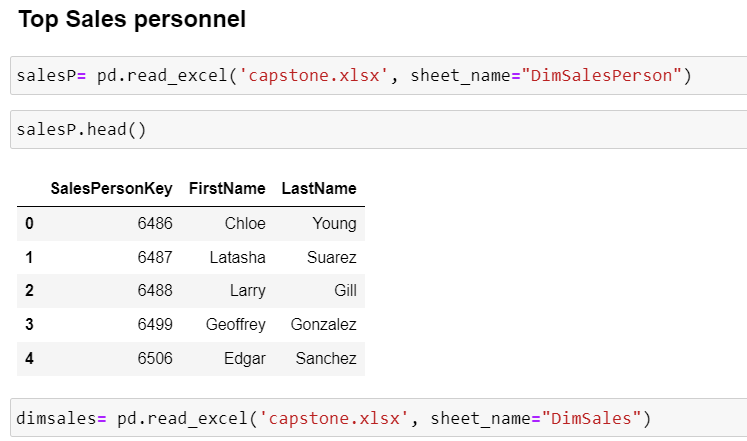 Top Sales personnel
salesP= pd.read_excel('capstone.xlsx', sheet_name="DimSalesPerson")
salesP.head()
SalesPersonKey FirstName LastName
0 6486 Chloe Young
1 6487 Latasha Suarez
2 6488 Larry Gill
3 6499 Geoffrey Gonzalez
4 6506 Edgar Sanchez
dimsales= pd.read_excel('capstone.xlsx', sheet_name="DimSales")